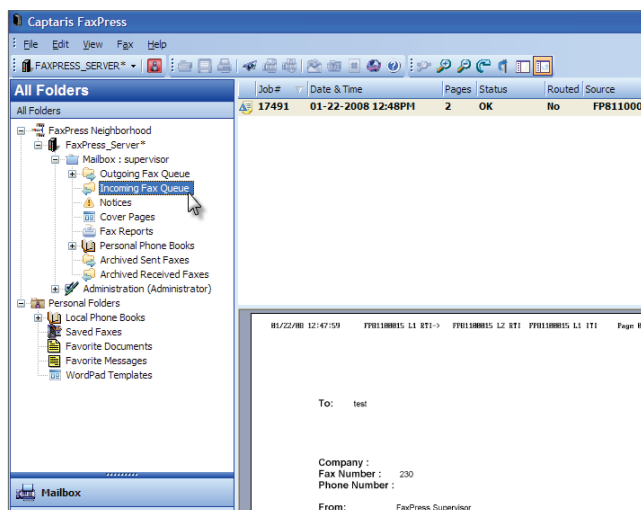 Captaris FaxPress
File Edit View Fax Help
FAXPRESS_SERVER*
All Folders
All Folders
Job# Date & Time Pages Status Routed Source
17491 01-22-2008 12:48PM 2 OK No FP811000
FaxPress Neighborhood
FaxPress_Server*
Mailbox : supervisor
Outgoing Fax Queue
Incoming Fax Queue
Notices
Cover Pages
Fax Reports
Personal Phone Books
Archived Sent Faxes
Archived Received Faxes
Administration (Administrator)
Personal Folders
Local Phone Books
Saved Faxes
Favorite Documents
Favorite Messages
WordPad Templates
Mailbox
01/22/08 12:47:59 FP81100015 L1 RTI-> FP81100015 L2 RTI FP81100015 L1 ITI Page
To: test
Company :
Fax Number : 230
Phone Number :
From: FaxPress Supervisor